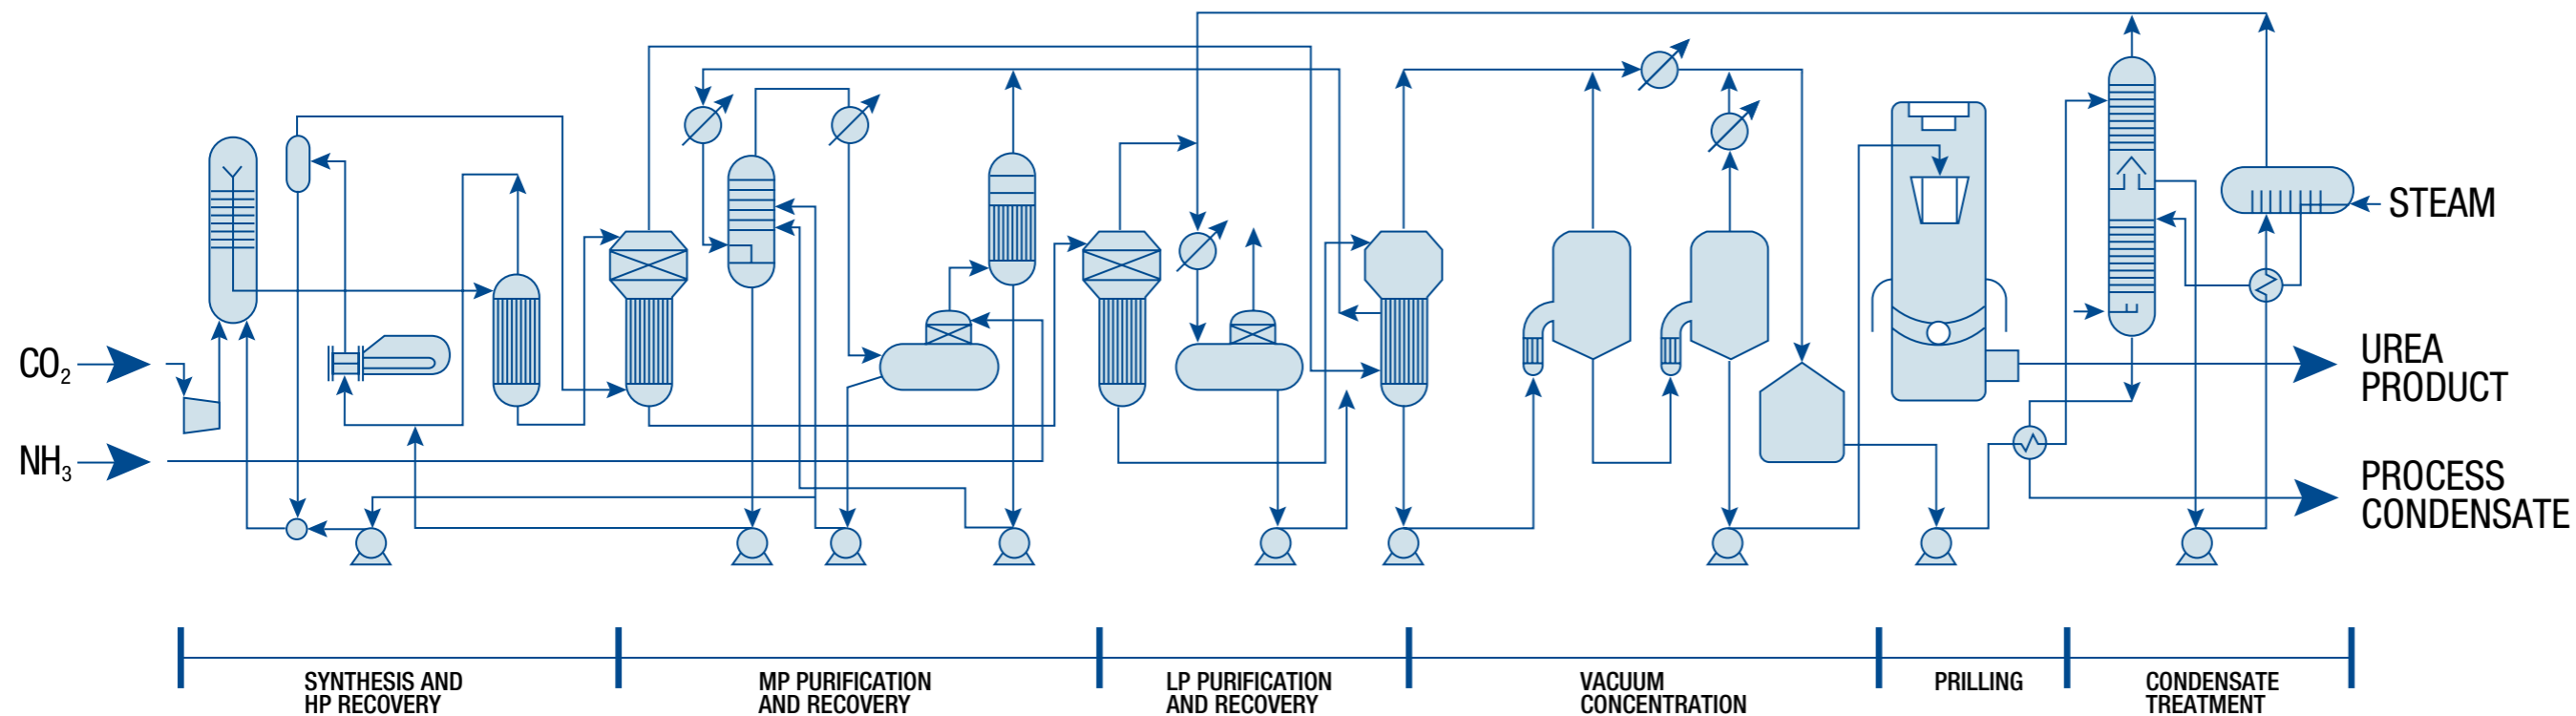 CO₂
NH₃
STEAM
UREA
PRODUCT
PROCESS
CONDENSATE
SYNTHESIS AND
HP RECOVERY
MP PURIFICATION
AND RECOVERY
LP PURIFICATION
AND RECOVERY
VACUUM
CONCENTRATION
PRILLING
CONDENSATE
TREATMENT